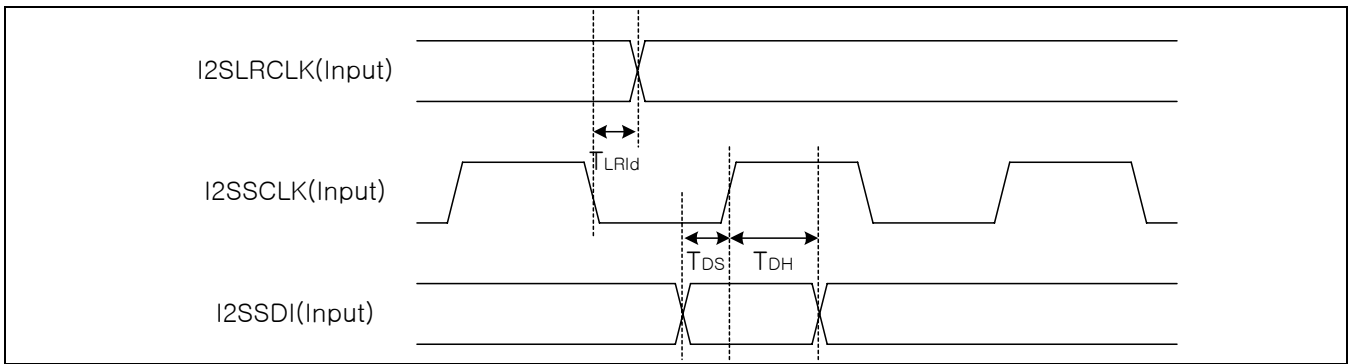 I2SLRCLK(Input)
TLRId
I2SSCLK(Input)
TDS
TDH
I2SSDI(Input)